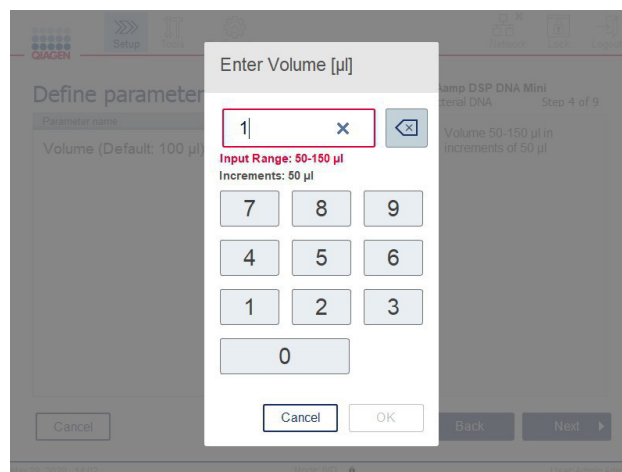 Setup
Tools
QIAGEN
Back
Enter Volume [µl]
Define parameter
amp DSP DNA Mini
cterial DNA
Step 4 of 9
Parameter name
Volume (Default: 100 µl)
Volume 50-150 µl in
increments of 50 µl
1
Input Range: 50-150 µl
Increments: 50 µl
7 8 9
4 5 6
1 2 3
0
Cancel
Cancel OK
Back
Next